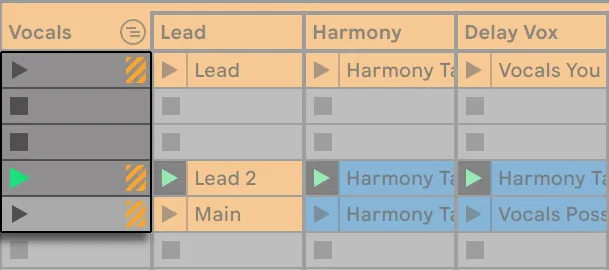 Vocals Lead Harmony Delay Vox
Lead Harmony Ta Vocals You
Lead 2 Harmony Ta Harmony Ta
Main Harmony Ta Vocals Poss